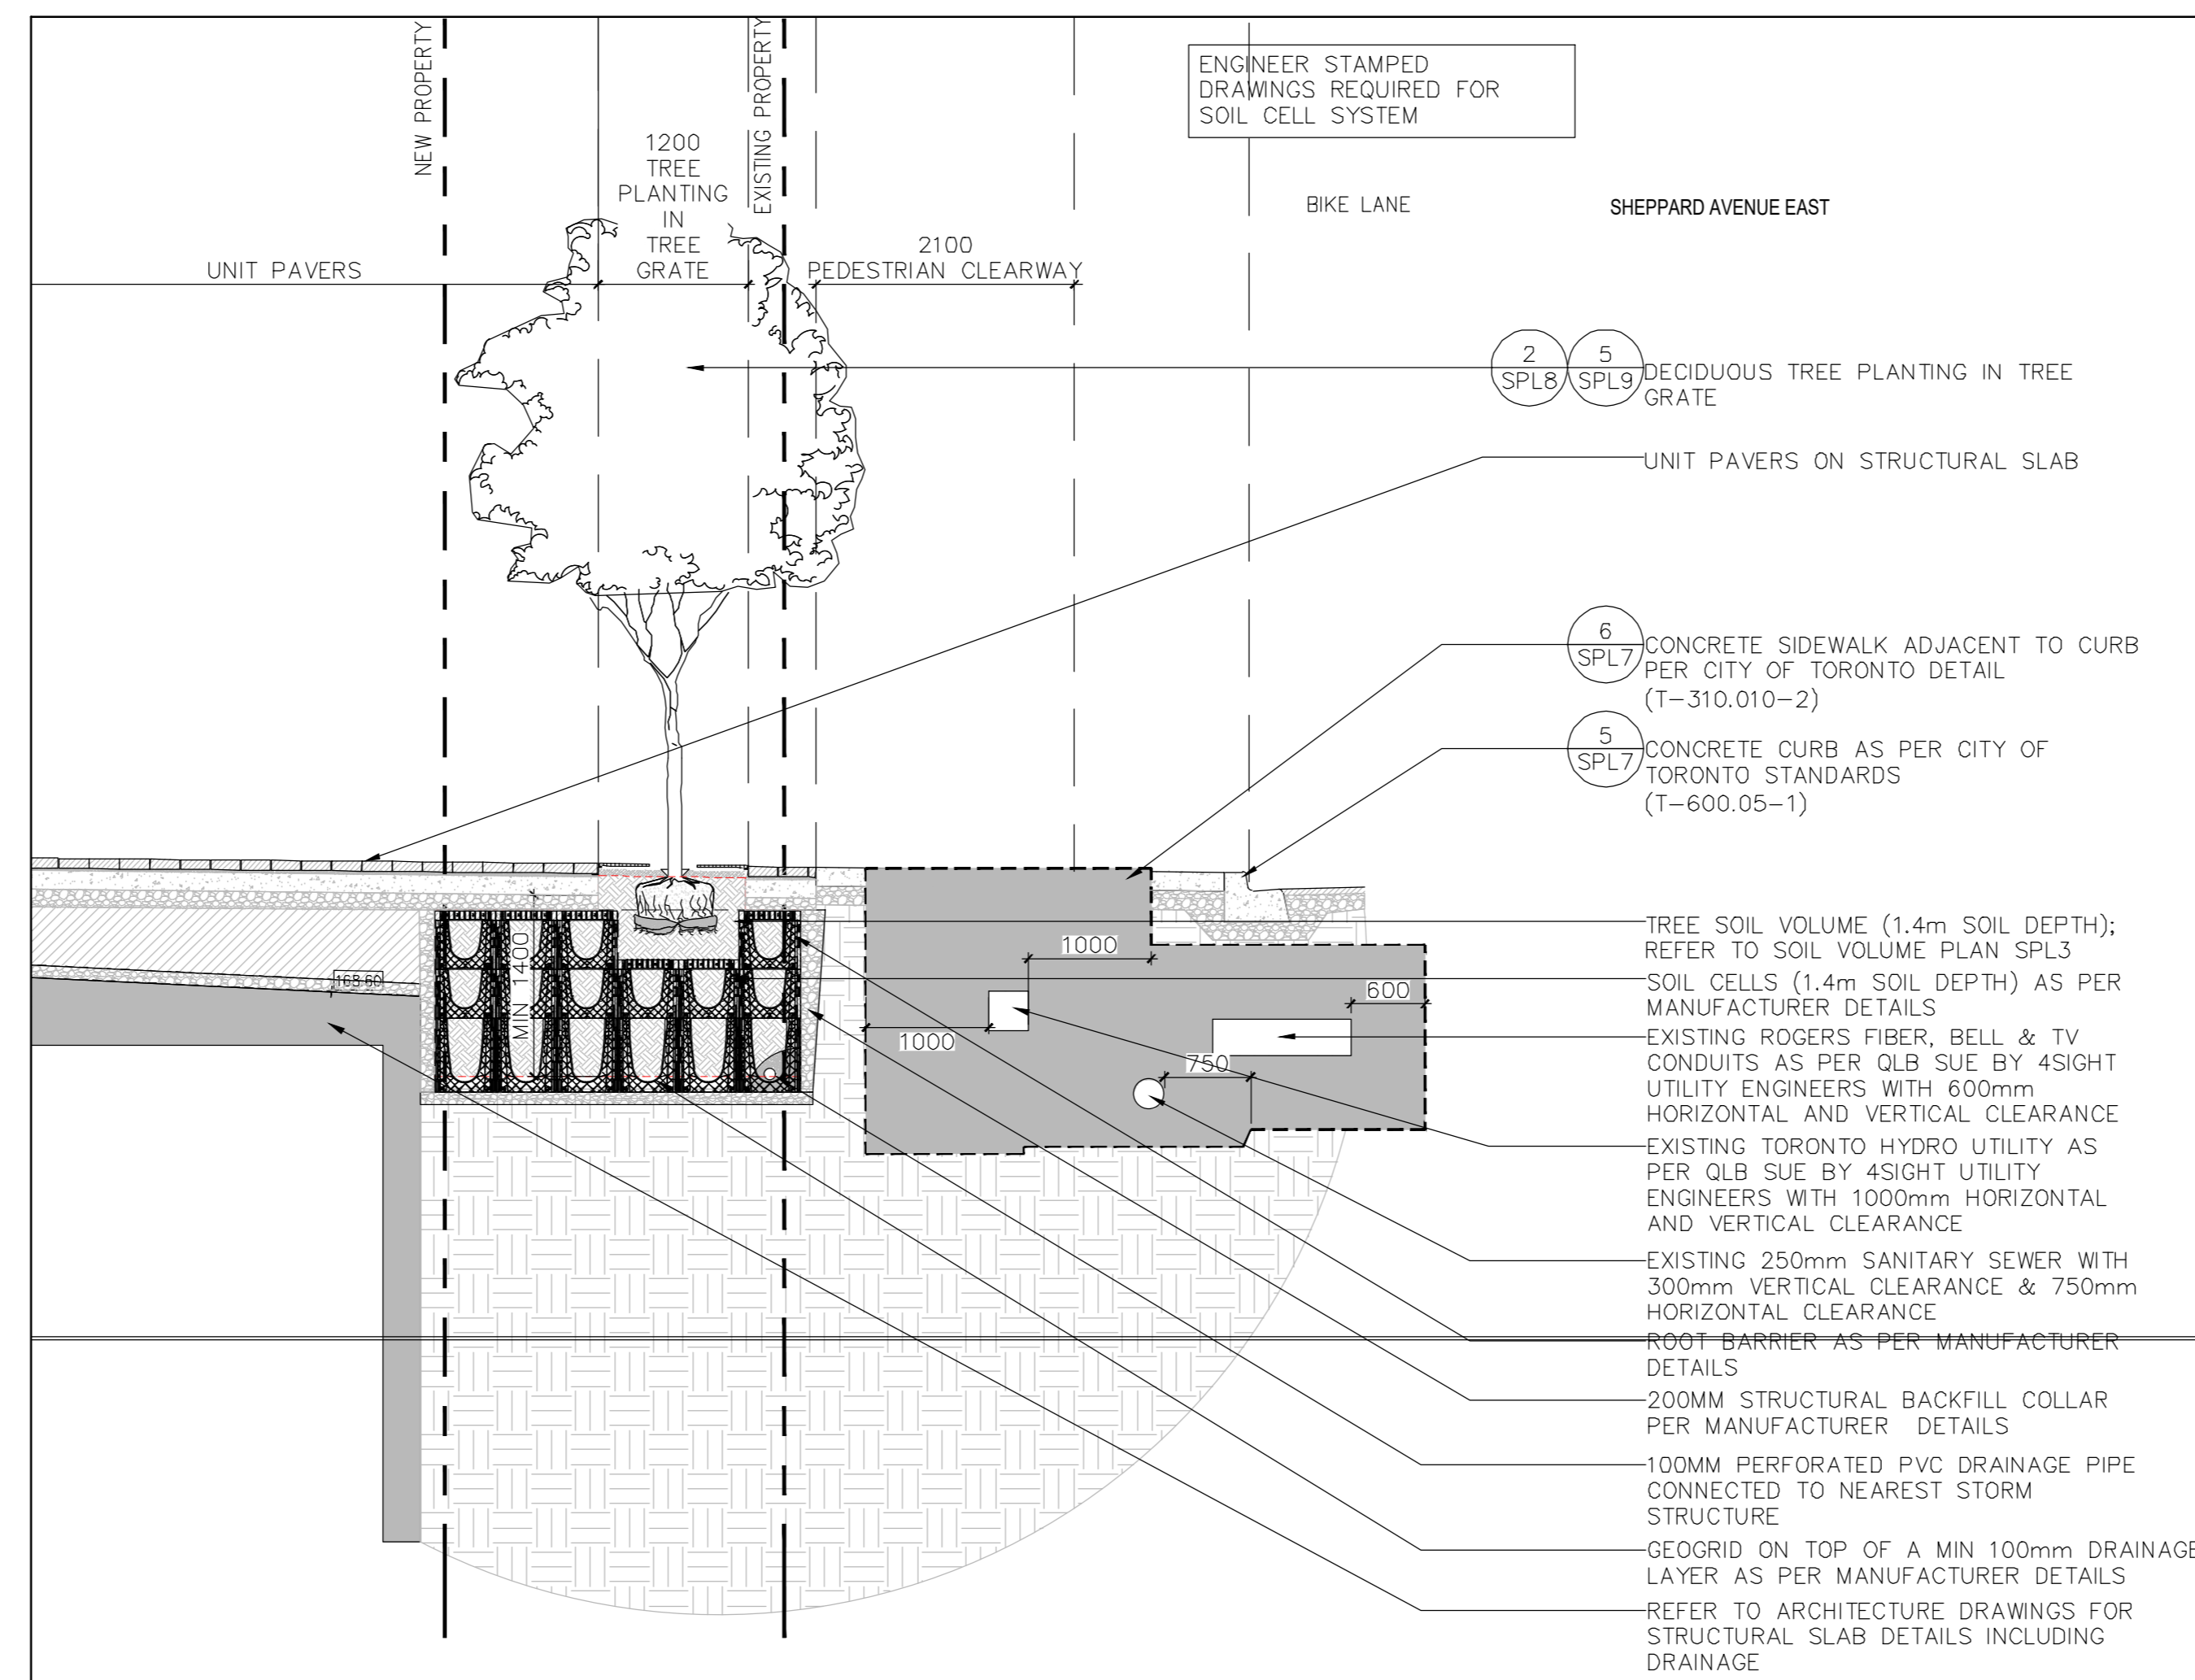 NEW PROPERTY
EXISTING PROPERTY
ENGINEER STAMPED
DRAWINGS REQUIRED FOR
SOIL CELL SYSTEM
1200
TREE
PLANTING
IN
TREE
GRATE
BIKE LANE
SHEPPARD AVENUE EAST
UNIT PAVERS
2100
PEDESTRIAN CLEARWAY
2
SPL8
5
SPL9
DECIDUOUS TREE PLANTING IN TREE
GRATE
UNIT PAVERS ON STRUCTURAL SLAB
6
SPL7
CONCRETE SIDEWALK ADJACENT TO CURB
PER CITY OF TORONTO DETAIL
(T-310.010-2)
5
SPL7
CONCRETE CURB AS PER CITY OF
TORONTO STANDARDS
(T-600.05-1)
MIN 1400
1000
1000
600
750
TREE SOIL VOLUME (1.4m SOIL DEPTH);
REFER TO SOIL VOLUME PLAN SPL3
SOIL CELLS (1.4m SOIL DEPTH) AS PER
MANUFACTURER DETAILS
EXISTING ROGERS FIBER, BELL & TV
CONDUITS AS PER QLB SUE BY 4SIGHT
UTILITY ENGINEERS WITH 600mm
HORIZONTAL AND VERTICAL CLEARANCE
EXISTING TORONTO HYDRO UTILITY AS
PER QLB SUE BY 4SIGHT UTILITY
ENGINEERS WITH 1000mm HORIZONTAL
AND VERTICAL CLEARANCE
EXISTING 250mm SANITARY SEWER WITH
300mm VERTICAL CLEARANCE & 750mm
HORIZONTAL CLEARANCE
ROOT BARRIER AS PER MANUFACTURER
DETAILS
200MM STRUCTURAL BACKFILL COLLAR
PER MANUFACTURER DETAILS
100MM PERFORATED PVC DRAINAGE PIPE
CONNECTED TO NEAREST STORM
STRUCTURE
GEOGRID ON TOP OF A MIN 100mm DRAINAGE
LAYER AS PER MANUFACTURER DETAILS
REFER TO ARCHITECTURE DRAWINGS FOR
STRUCTURAL SLAB DETAILS INCLUDING
DRAINAGE